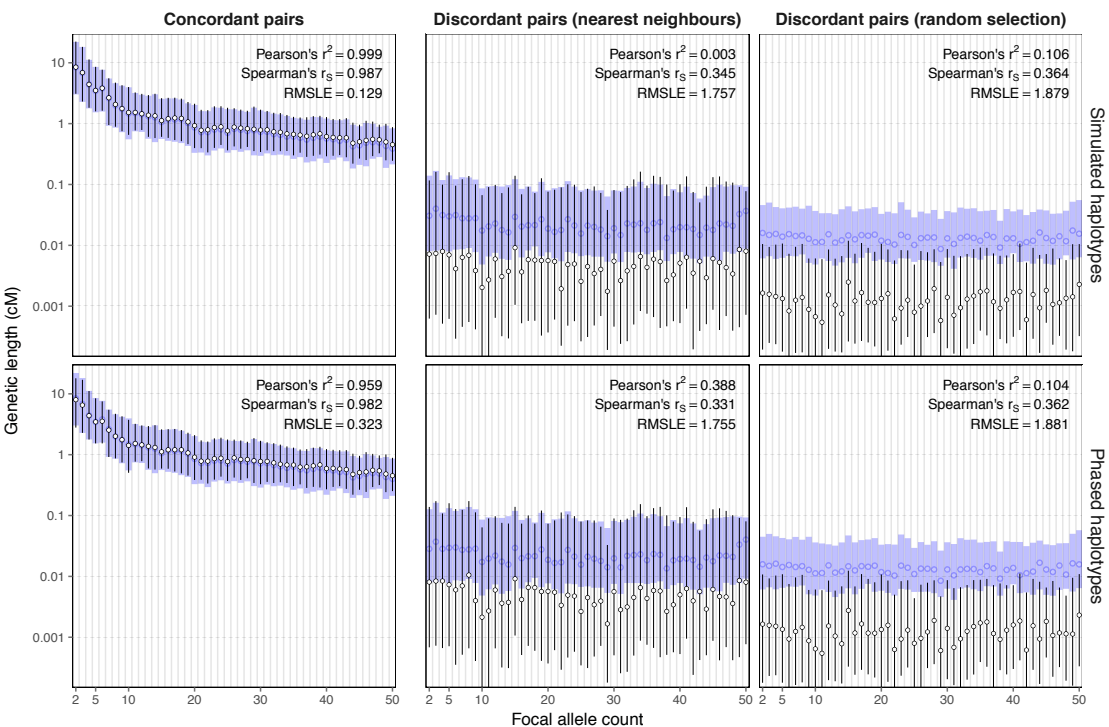 Concordant pairs
Discordant pairs (nearest neighbours)
Discordant pairs (random selection)
Pearson's r² = 0.999
Spearman's rS = 0.987
RMSLE = 0.129
Pearson's r² = 0.003
Spearman's rS = 0.345
RMSLE = 1.757
Pearson's r² = 0.106
Spearman's rS = 0.364
RMSLE = 1.879
10
1
0.1
0.01
0.001
Simulated haplotypes
Genetic length (cM)
Pearson's r² = 0.959
Spearman's rS = 0.982
RMSLE = 0.323
Pearson's r² = 0.388
Spearman's rS = 0.331
RMSLE = 1.755
Pearson's r² = 0.104
Spearman's rS = 0.362
RMSLE = 1.881
10
1
0.1
0.01
0.001
Phased haplotypes
2 5 10 20 30 40 50
2 5 10 20 30 40 50
2 5 10 20 30 40 50
Focal allele count